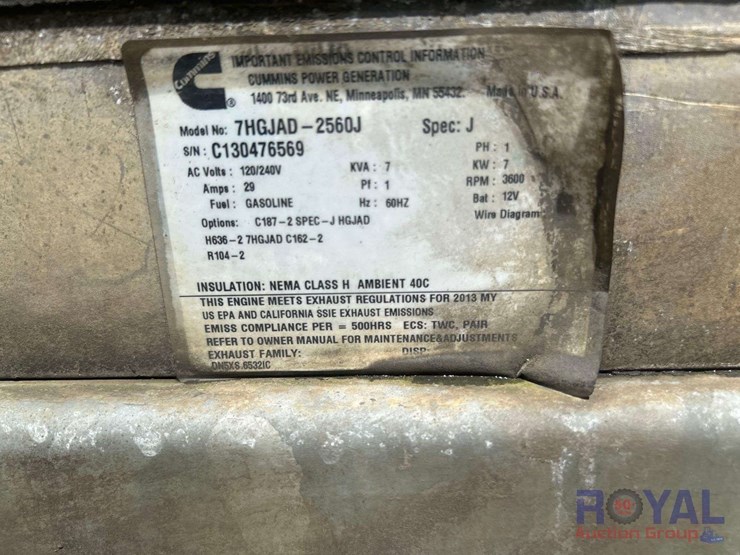 Cummins
®
IMPORTANT EMISSIONS CONTROL INFORMATION
CUMMINS POWER GENERATION
1400 73rd Ave. NE, Minneapolis, MN 55432. Made in U.S.A.
Model No: 7HGJAD-2560J Spec: J
S/N: C130476569 PH: 1
AC Volts: 120/240V KVA: 7 KW: 7
Amps: 29 Pf: 1 RPM: 3600
Fuel: GASOLINE Hz: 60HZ Bat: 12V
Options: C187-2 SPEC-J HGJAD Wire Diagram:
H636-2 7HGJAD C162-2
R104-2
INSULATION: NEMA CLASS H AMBIENT 40C
THIS ENGINE MEETS EXHAUST REGULATIONS FOR 2013 MY
US EPA AND CALIFORNIA SSIE EXHAUST EMISSIONS
EMISS COMPLIANCE PER = 500HRS ECS: TWC, PAIR
REFER TO OWNER MANUAL FOR MAINTENANCE&ADJUSTMENTS
EXHAUST FAMILY: DISP:
DN5XS.6532IC
ROYAL
Auction Group